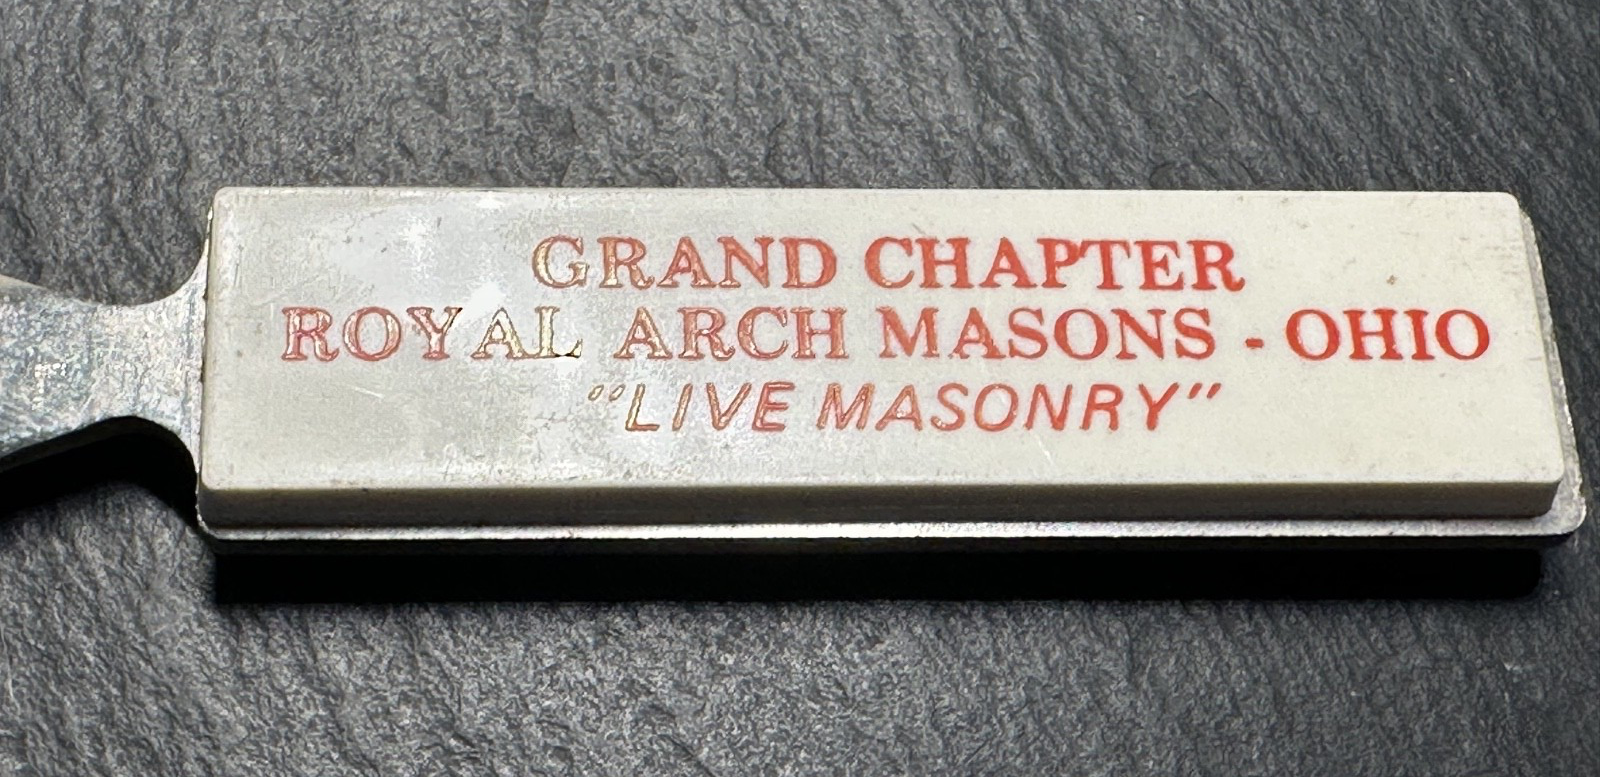 GRAND CHAPTER
ROYAL ARCH MASONS - OHIO
"LIVE MASONRY"